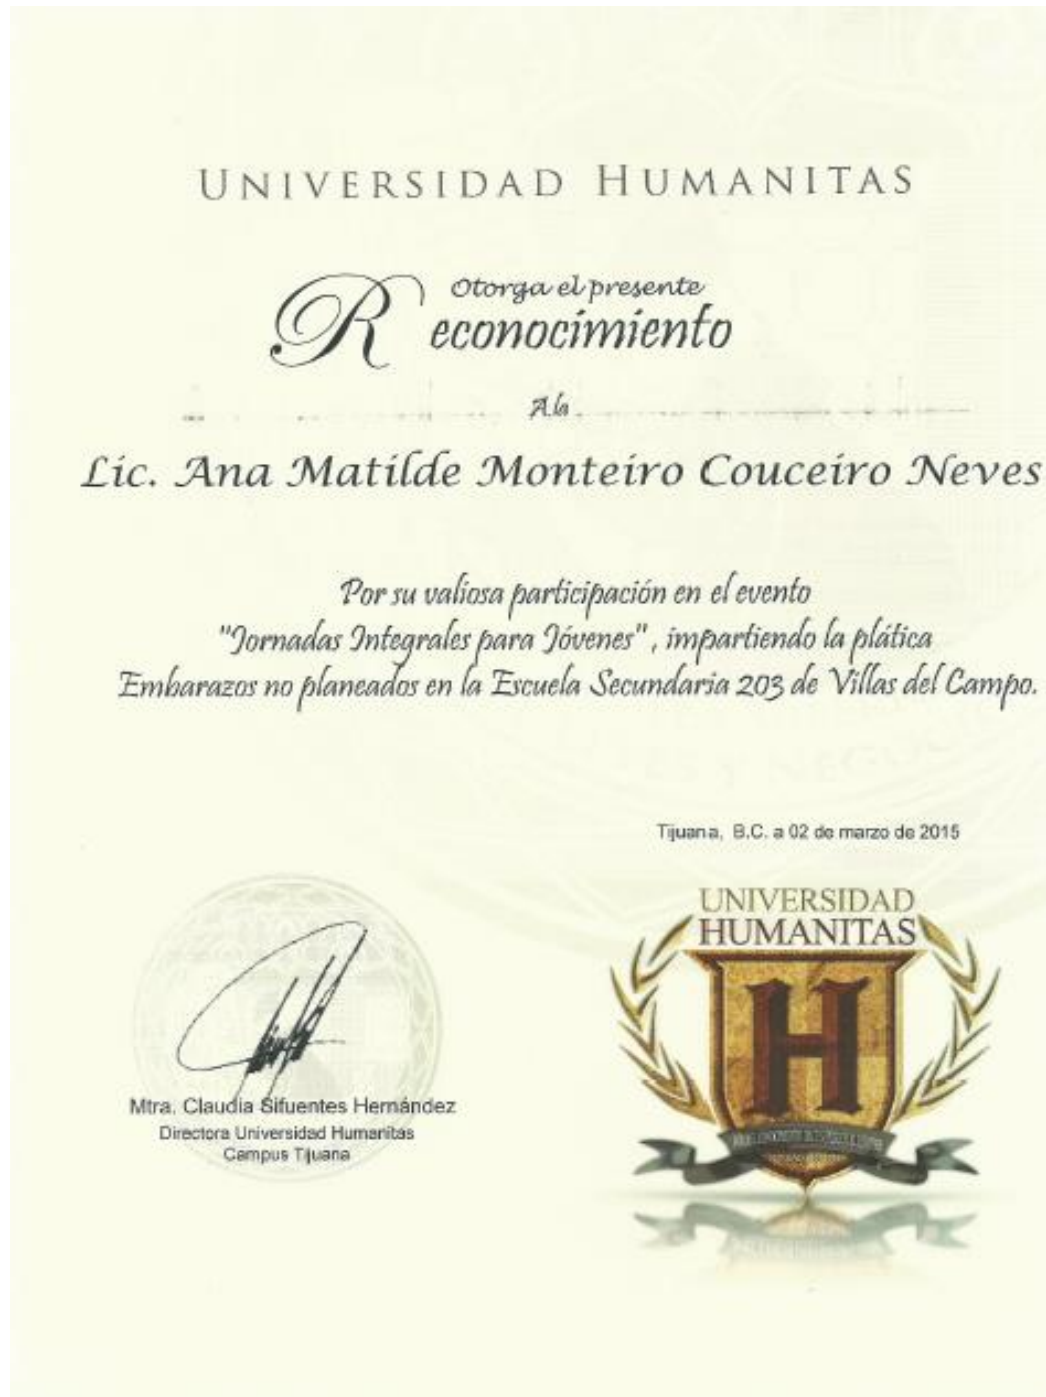 UNIVERSIDAD HUMANITAS
Otorga el presente
Reconocimiento
A la
Lic. Ana Matilde Monteiro Couceiro Neves
Por su valiosa participación en el evento
"Jornadas Integrales para Jóvenes", impartiendo la plática
Embarazos no planeados en la Escuela Secundaria 203 de Villas del Campo.
Tijuana, B.C. a 02 de marzo de 2015
UNIVERSIDAD
HUMANITAS
H
Mtra. Claudia Sifuentes Hernández
Directora Universidad Humanitas
Campus Tijuana